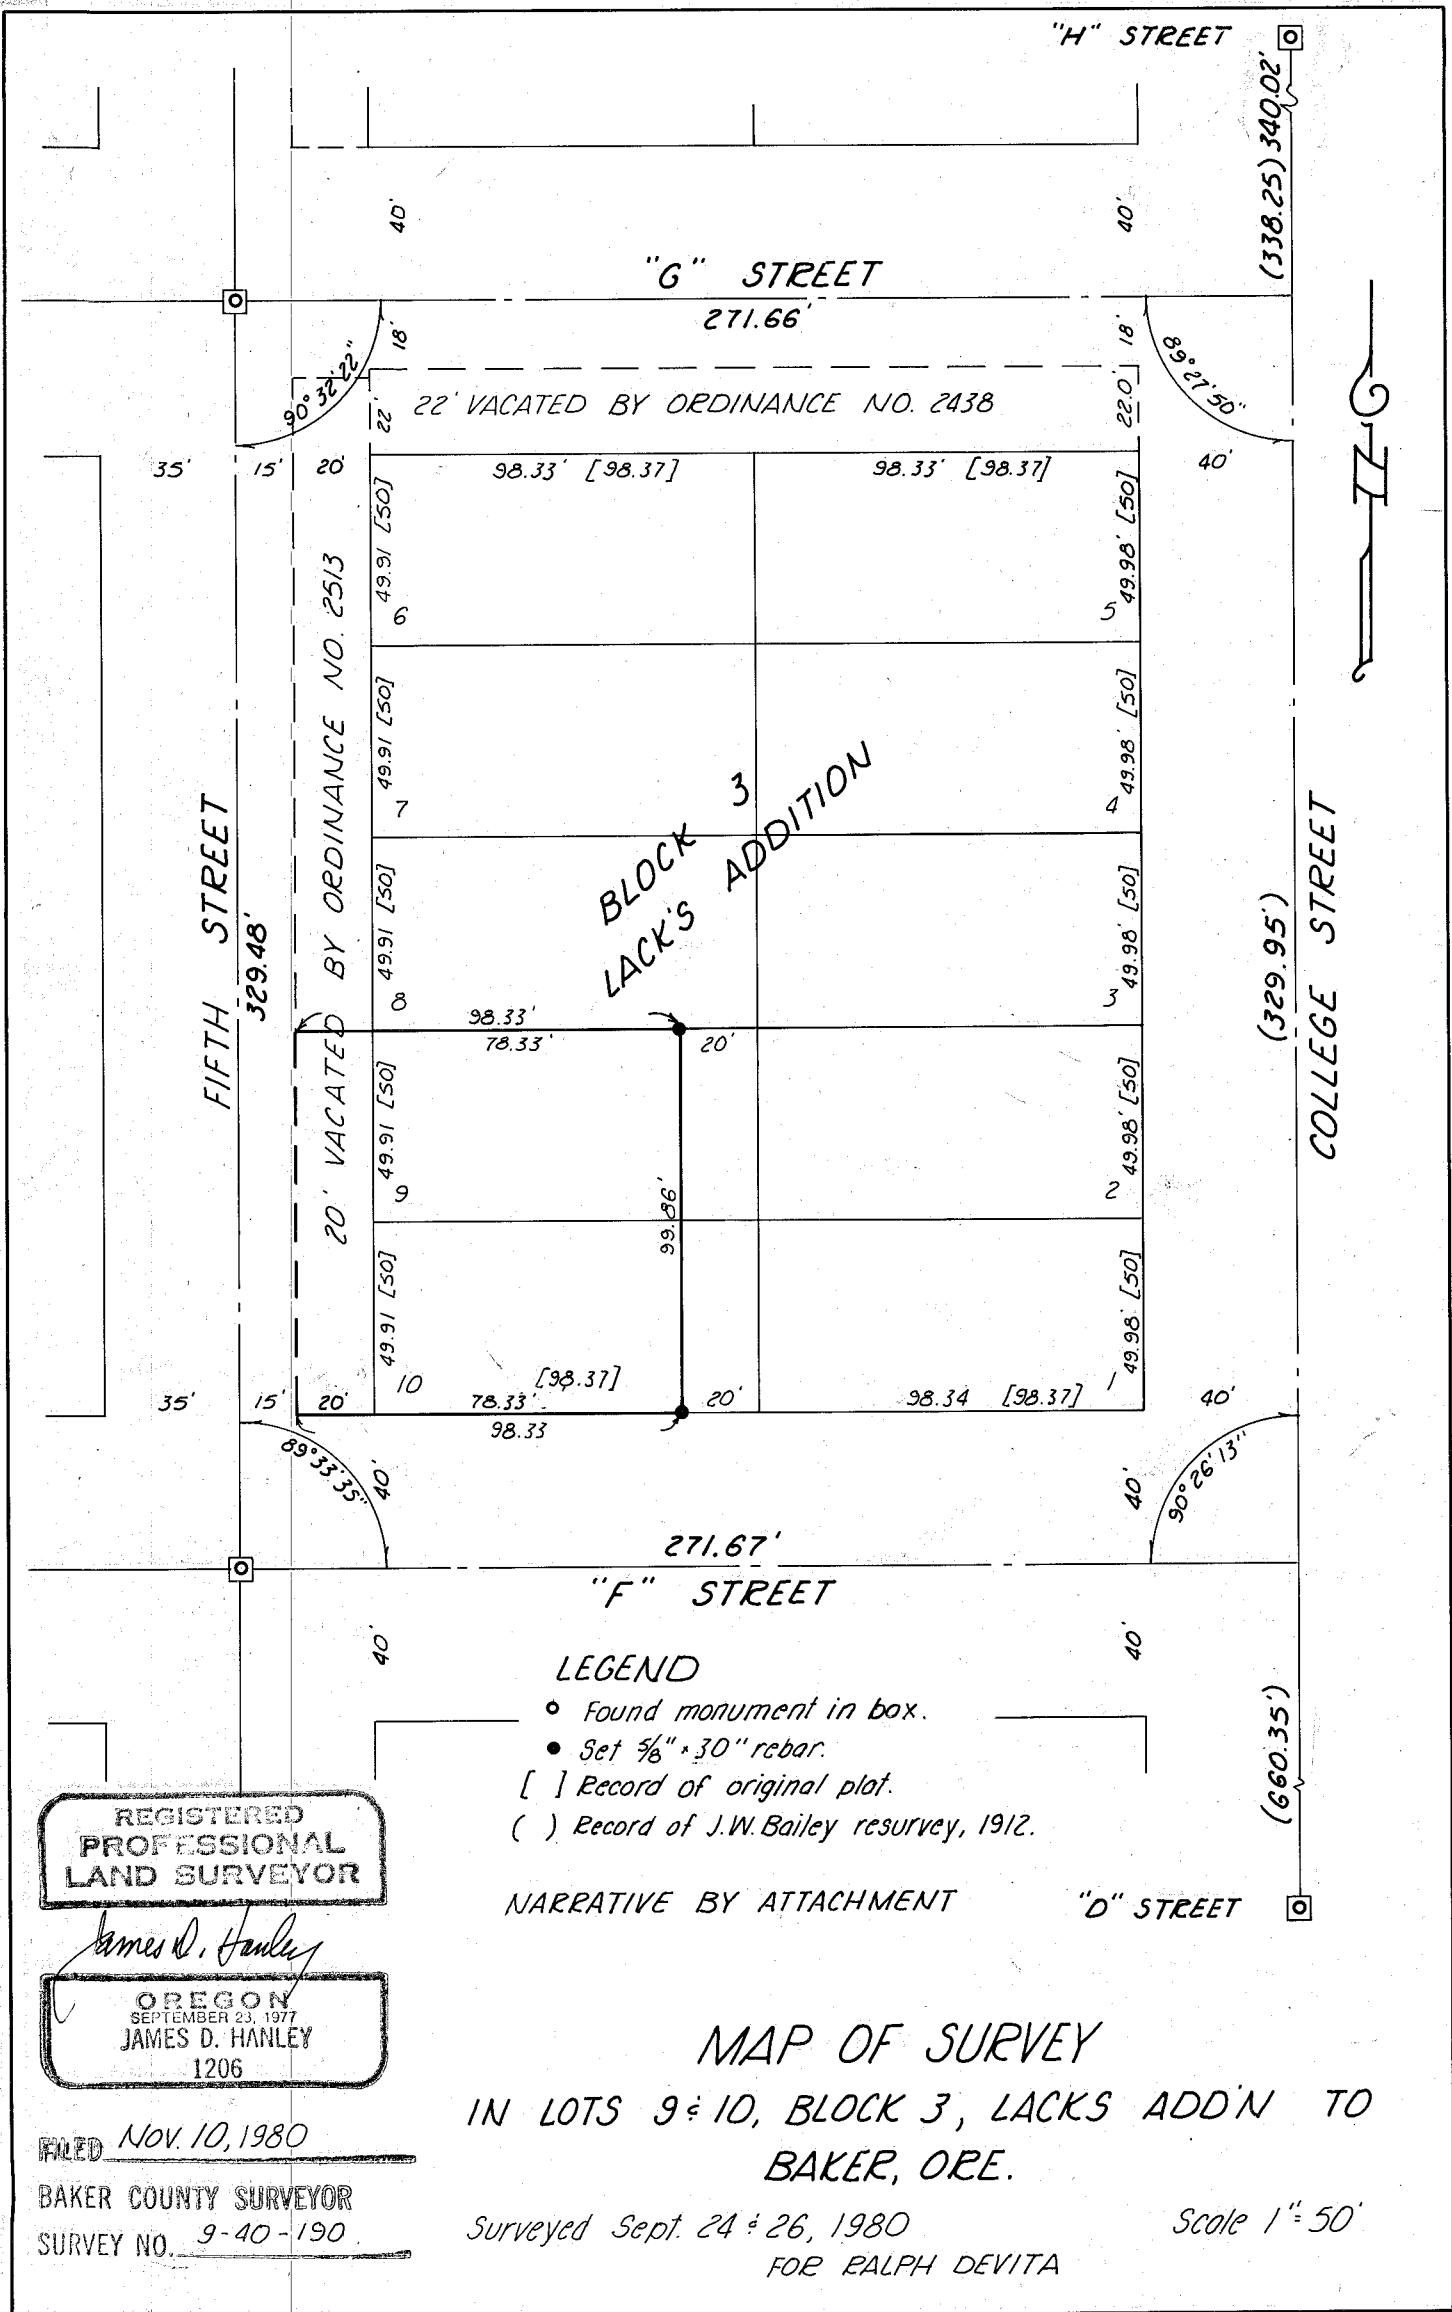 "H" STREET
(338.25) 340.02'
40'
40'
"G" STREET
271.66'
18'
18'
90° 32' 22"
89° 27' 50"
22'
22' VACATED BY ORDINANCE NO. 2438
22.0'
35'
15'
20'
98.33' [98.37]
98.33' [98.37]
40'
49.91 [50]
49.98' [50]
6
5
20' VACATED BY ORDINANCE NO. 2513
49.91 [50]
49.98' [50]
7
4
BLOCK 3
LACK'S ADDITION
FIFTH STREET
329.48'
49.91 [50]
49.98' [50]
8
3
(329.95')
COLLEGE STREET
98.33'
78.33'
20'
49.91 [50]
49.98' [50]
9
2
99.86'
49.91 [50]
49.98' [50]
10
[98.37]
1
35'
15'
20'
78.33'
20'
98.34 [98.37]
40'
98.33
89° 33' 35"
40'
40'
90° 26' 13"
271.67'
"F" STREET
40'
40'
LEGEND
Found monument in box.
Set 5/8" x 30" rebar.
[ ] Record of original plat.
( ) Record of J.W. Bailey resurvey, 1912.
(660.35')
NARRATIVE BY ATTACHMENT
"D" STREET
REGISTERED
PROFESSIONAL
LAND SURVEYOR
James D. Hanley
OREGON
SEPTEMBER 23, 1977
JAMES D. HANLEY
1206
FILED Nov. 10, 1980
BAKER COUNTY SURVEYOR
SURVEY NO. 9-40-190
MAP OF SURVEY
IN LOTS 9 & 10, BLOCK 3, LACKS ADD'N TO
BAKER, ORE.
Surveyed Sept. 24 & 26, 1980
Scale 1" = 50'
FOR RALPH DEVITA
N